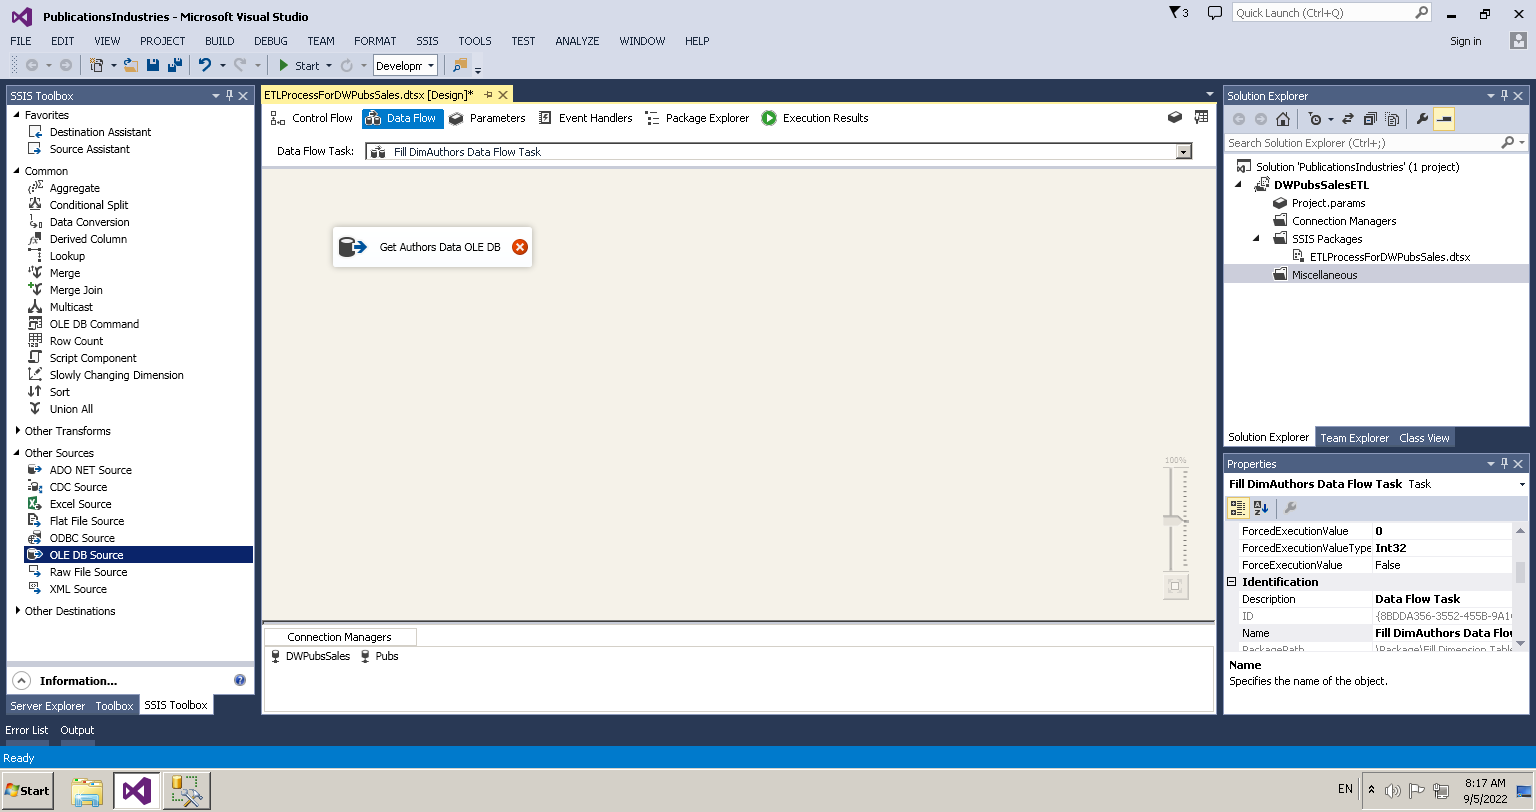 PublicationsIndustries - Microsoft Visual Studio
3
Quick Launch (Ctrl+Q)
FILE EDIT VIEW PROJECT BUILD DEBUG TEAM FORMAT SSIS TOOLS TEST ANALYZE WINDOW HELP
Sign in
Start
Developm
SSIS Toolbox
Favorites
Destination Assistant
Source Assistant
Common
Aggregate
Conditional Split
Data Conversion
Derived Column
Lookup
Merge
Merge Join
Multicast
OLE DB Command
Row Count
Script Component
Slowly Changing Dimension
Sort
Union All
Other Transforms
Other Sources
ADO NET Source
CDC Source
Excel Source
Flat File Source
ODBC Source
OLE DB Source
Raw File Source
XML Source
Other Destinations
Information...
Server Explorer Toolbox SSIS Toolbox
ETLProcessForDWPubsSales.dtsx [Design]*
Control Flow Data Flow Parameters Event Handlers Package Explorer Execution Results
Data Flow Task: Fill DimAuthors Data Flow Task
Get Authors Data OLE DB
100%
Connection Managers
DWPubsSales Pubs
Solution Explorer
Search Solution Explorer (Ctrl+;)
Solution 'PublicationsIndustries' (1 project)
DWPubsSalesETL
Project.params
Connection Managers
SSIS Packages
ETLProcessForDWPubsSales.dtsx
Miscellaneous
Solution Explorer Team Explorer Class View
Properties
Fill DimAuthors Data Flow Task Task
ForcedExecutionValue 0
ForcedExecutionValueType Int32
ForceExecutionValue False
Identification
Description Data Flow Task
ID {8BDDA356-3552-455B-9A1
Name Fill DimAuthors Data Flo
PackagePath \Package\Fill Dimension Table
Name
Specifies the name of the object.
Error List Output
Ready
Start
EN
8:17 AM
9/5/2022